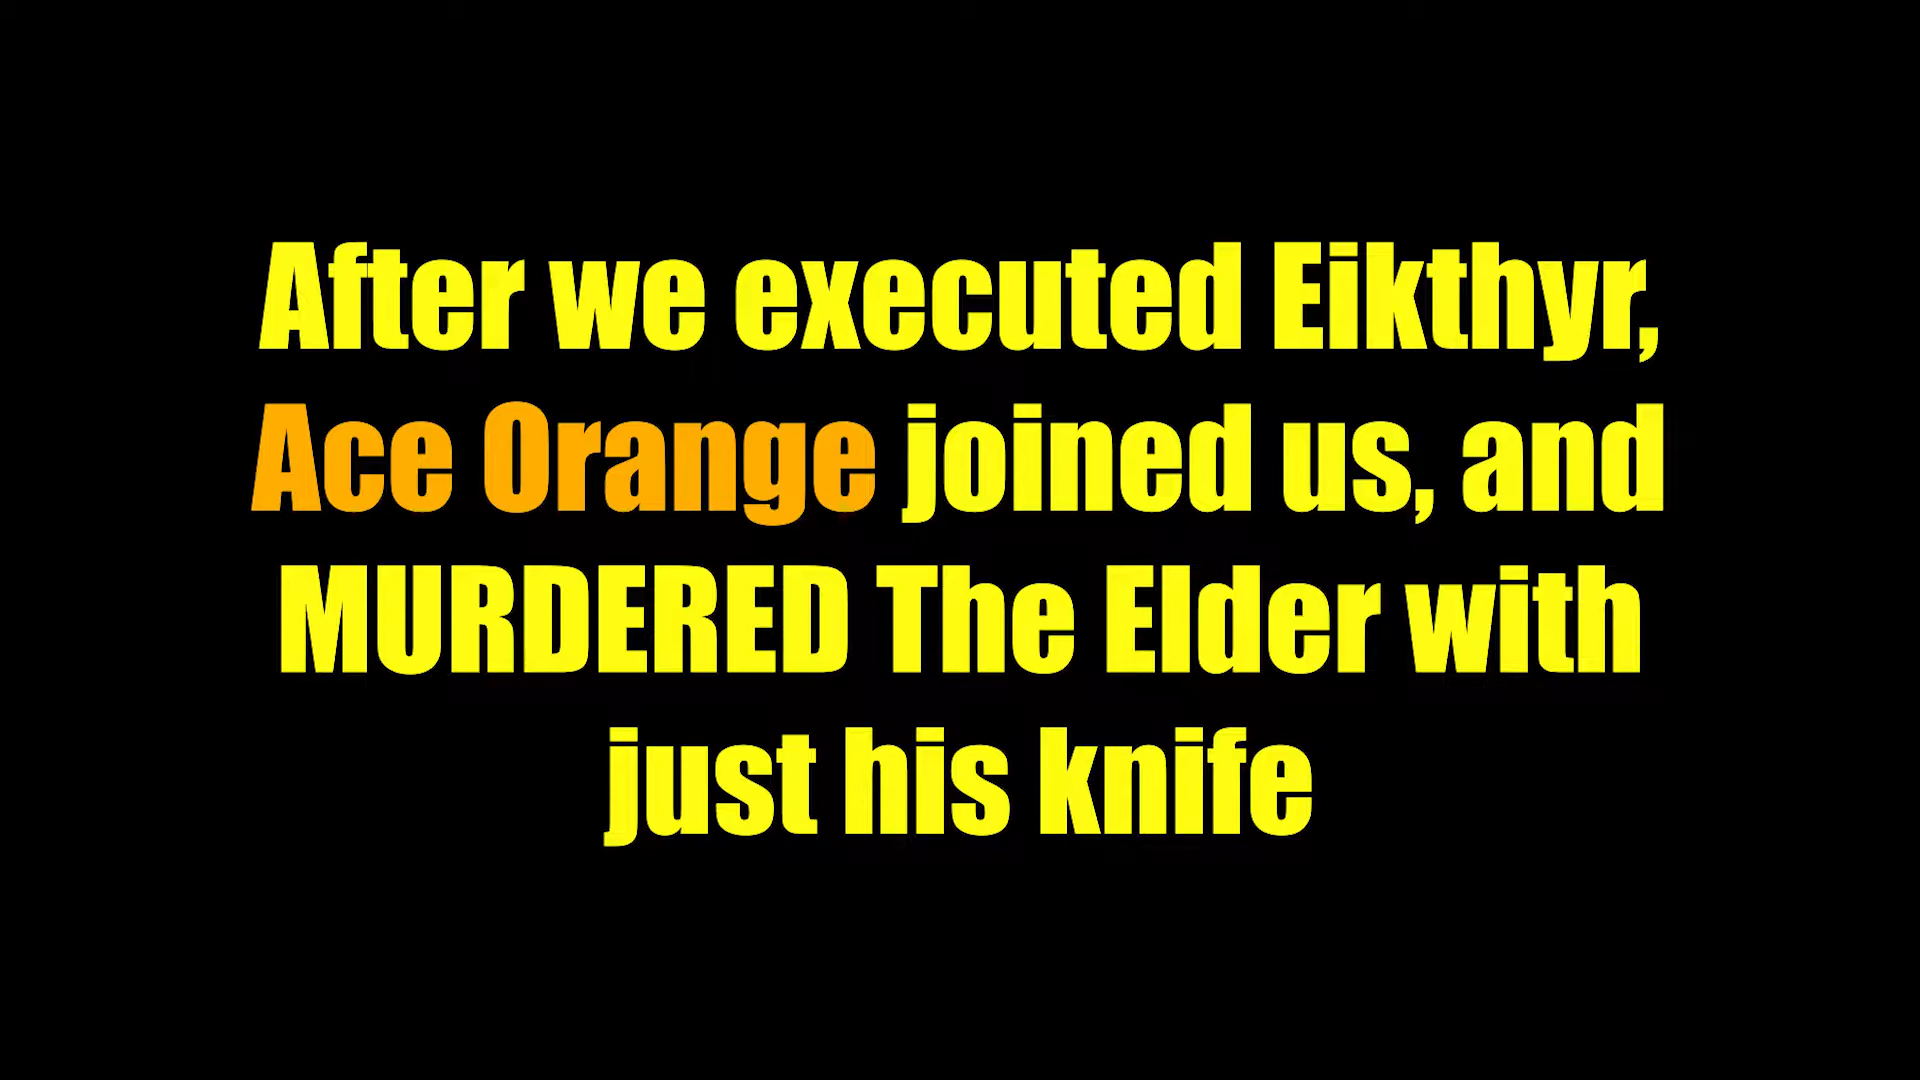 After we executed Eikthyr,
Ace Orange joined us, and
MURDERED The Elder with
just his knife